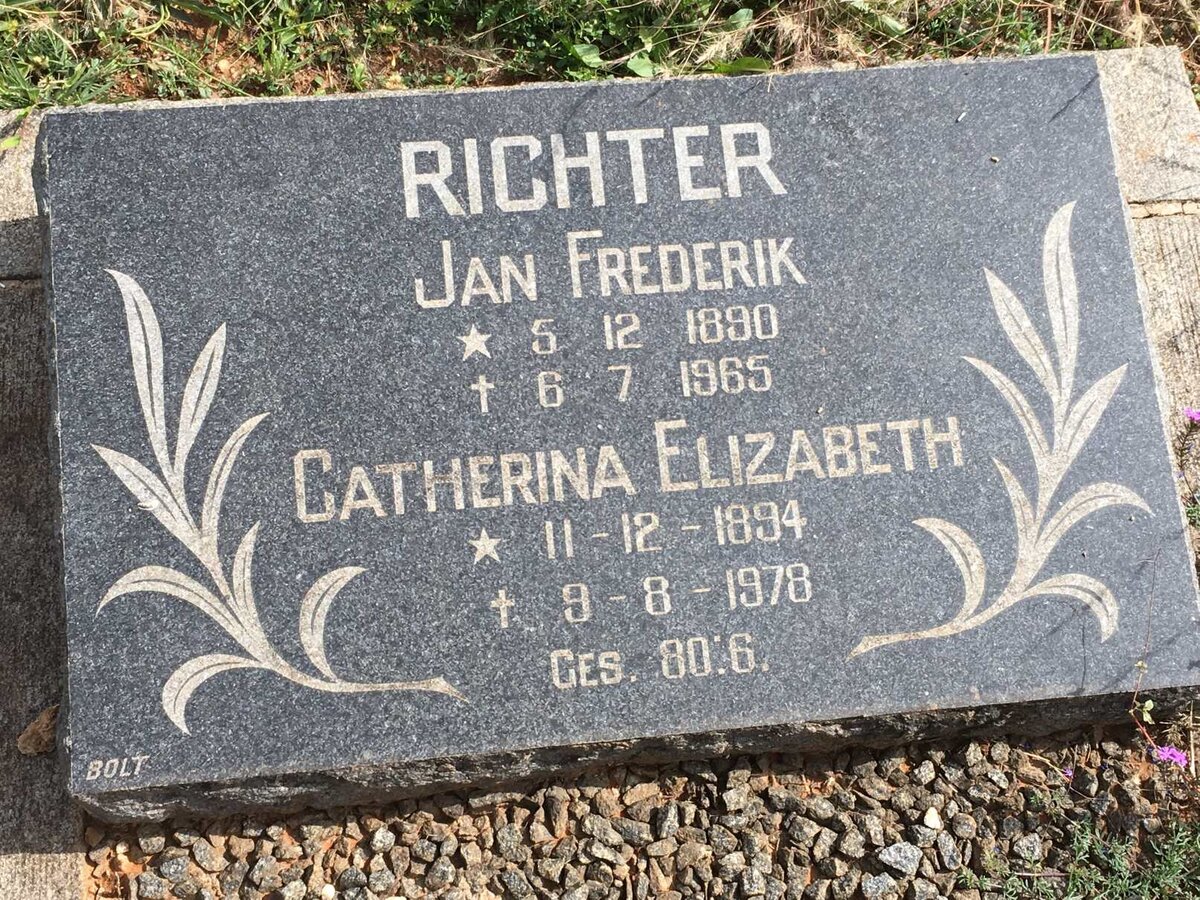 RICHTER
JAN FREDERIK
★ 5 12 1890
✝ 6 7 1965
CATHERINA ELIZABETH
★ 11-12-1894
✝ 9-8-1978
GES. 80:6.
BOLT